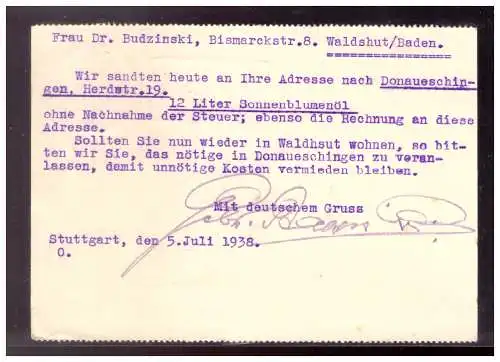 Frau Dr. Budzinski, Bismarckstr.8. Waldshut/Baden.
Wir sandten heute an Ihre Adresse nach Donaueschin-
gen, Herdstr.19.
12 Liter Sonnenblumenöl
ohne Nachnahme der Steuer; ebenso die Rechnung an diese
Adresse.
Sollten Sie nun wieder in Waldhsut wohnen, so bit-
ten wir Sie, das nötige in Donaueschingen zu veran-
lassen, damit unnötige Kosten vermieden bleiben.
Mit deutschem Gruss
Stuttgart, den 5.Juli 1938.
O.